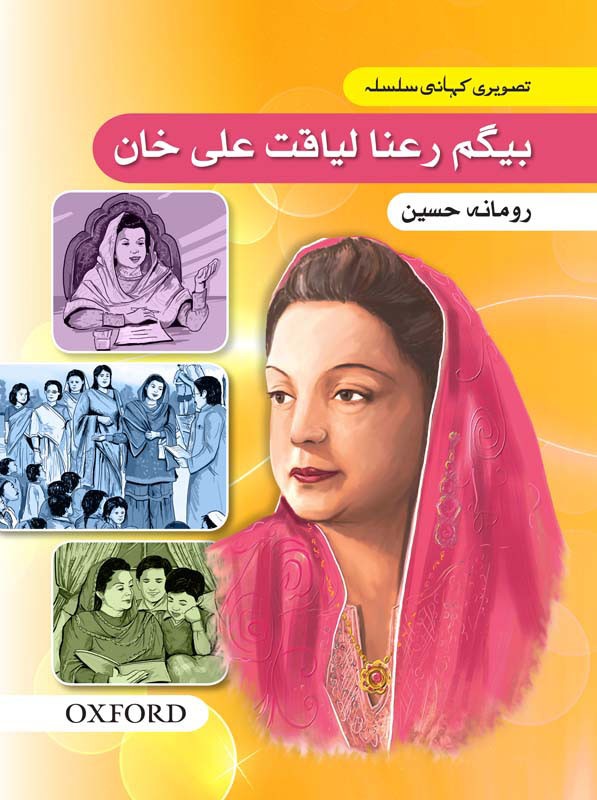 تصویری کہانی سلسلہ
بیگم رعنا لیاقت علی خان
رومانہ حسین
OXFORD